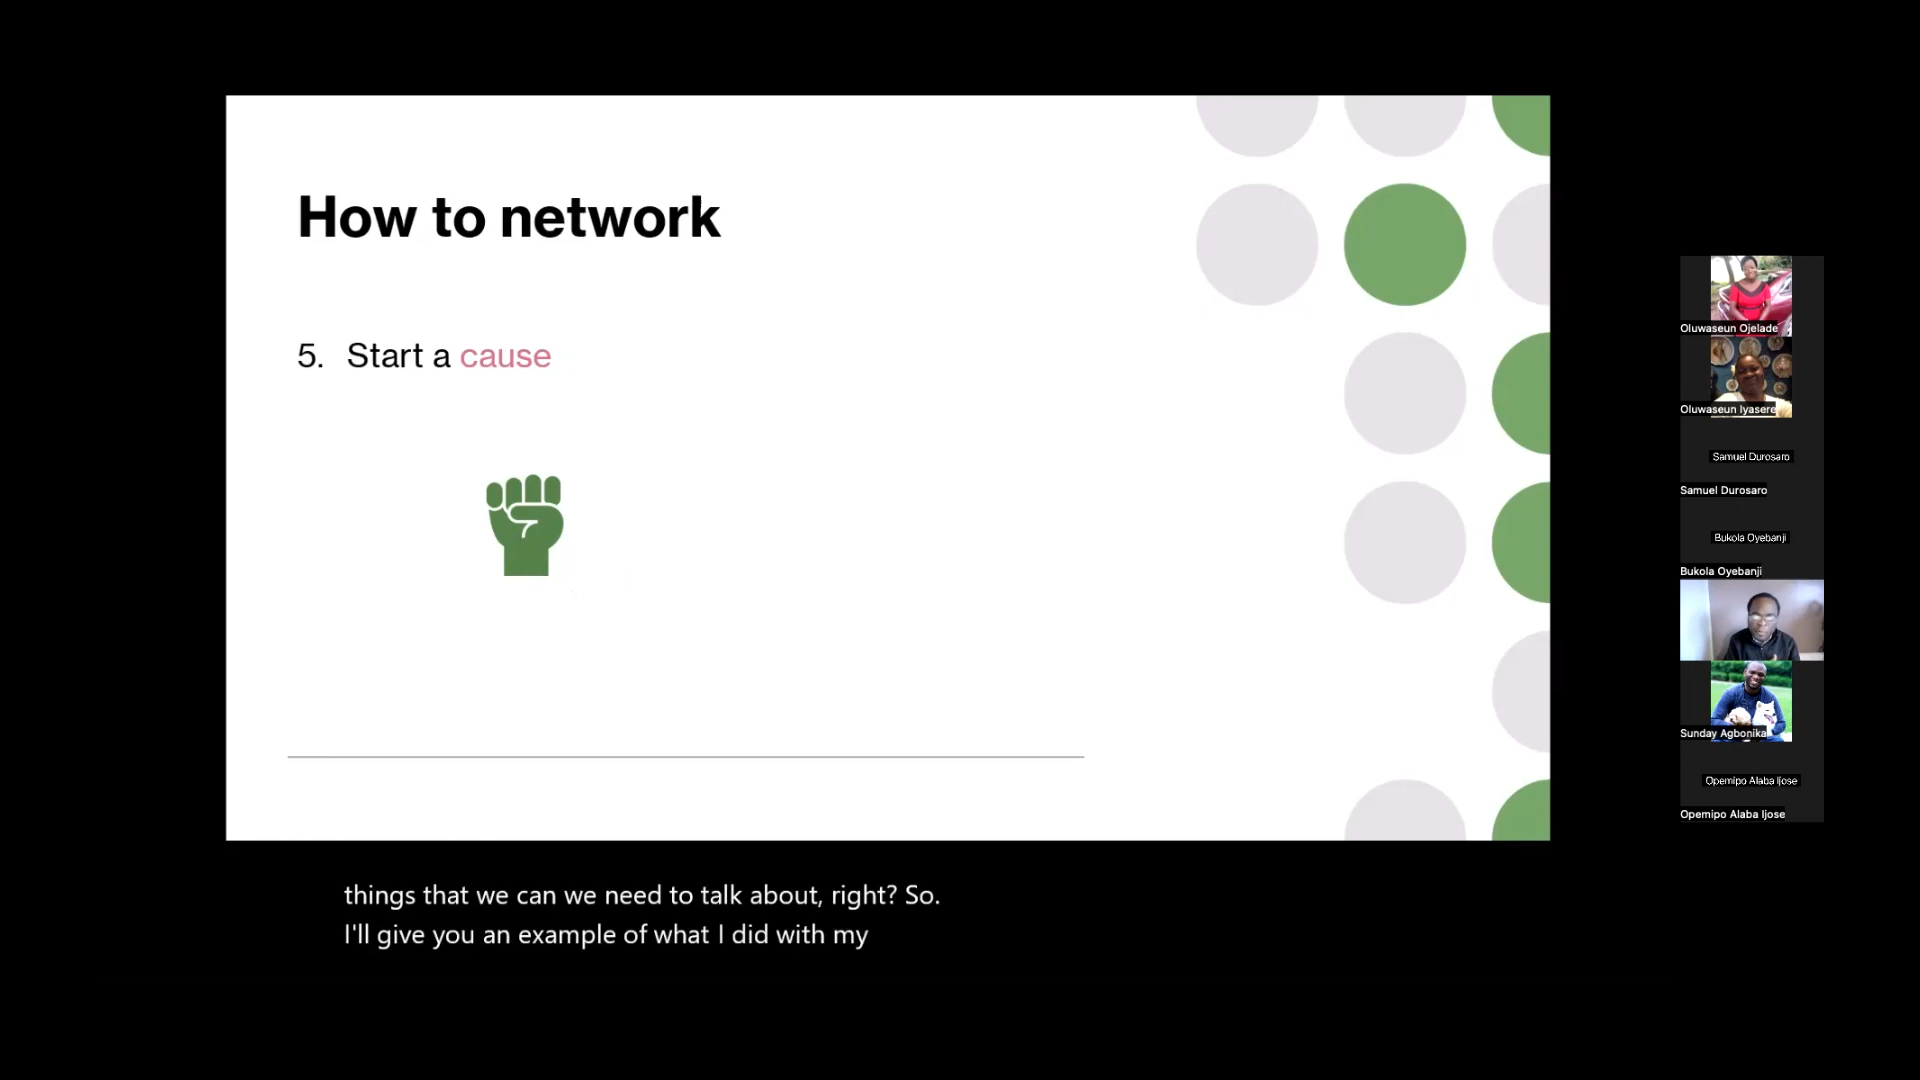 How to network
5. Start a cause
Oluwaseun Ojelade
Oluwaseun Iyasere
Samuel Durosaro
Samuel Durosaro
Bukola Oyebanji
Bukola Oyebanji
Sunday Agbonika
Opemipo Alaba Ijose
Opemipo Alaba Ijose
things that we can we need to talk about, right? So.
I'll give you an example of what I did with my